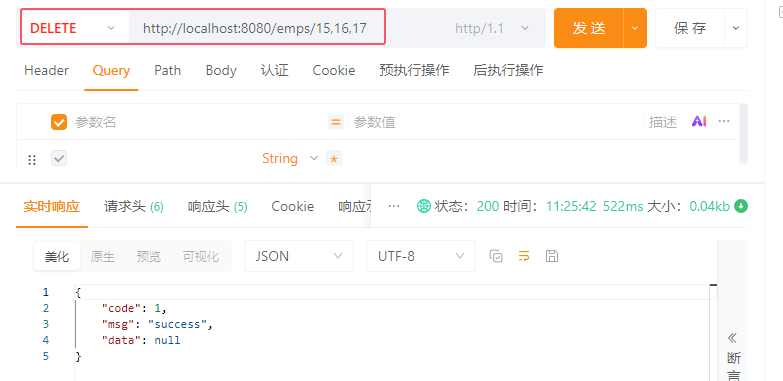 DELETE http://localhost:8080/emps/15,16,17 http/1.1 发 送 保 存
Header Query Path Body 认证 Cookie 预执行操作 后执行操作
参数名 = 参数值 描述 AI ···
String *
实时响应 请求头 (6) 响应头 (5) Cookie 响应示 ··· 状态：200 时间：11:25:42 522ms 大小：0.04kb
美化 原生 预览 可视化 JSON UTF-8
1 {
2 "code": 1,
3 "msg": "success",
4 "data": null
5 }
«
断
言